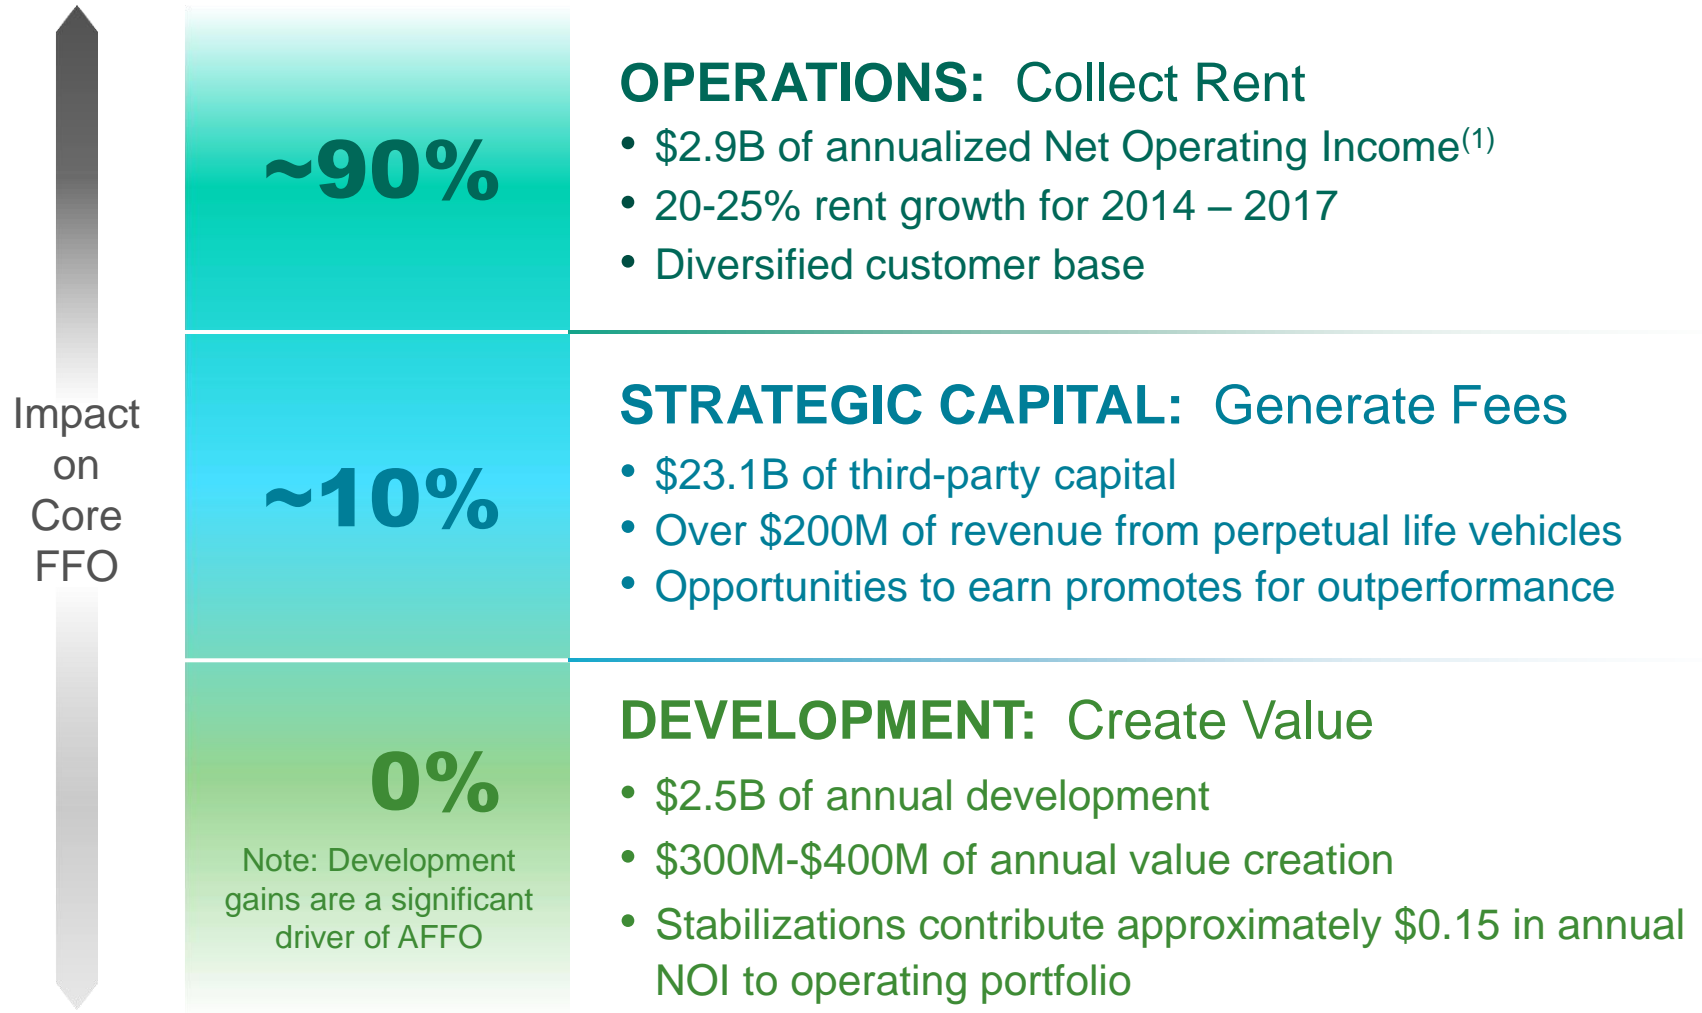 Impact
on
Core
FFO
~90%
OPERATIONS: Collect Rent
• $2.9B of annualized Net Operating Income(1)
• 20-25% rent growth for 2014 – 2017
• Diversified customer base
~10%
STRATEGIC CAPITAL: Generate Fees
• $23.1B of third-party capital
• Over $200M of revenue from perpetual life vehicles
• Opportunities to earn promotes for outperformance
0%
Note: Development
gains are a significant
driver of AFFO
DEVELOPMENT: Create Value
• $2.5B of annual development
• $300M-$400M of annual value creation
• Stabilizations contribute approximately $0.15 in annual
NOI to operating portfolio